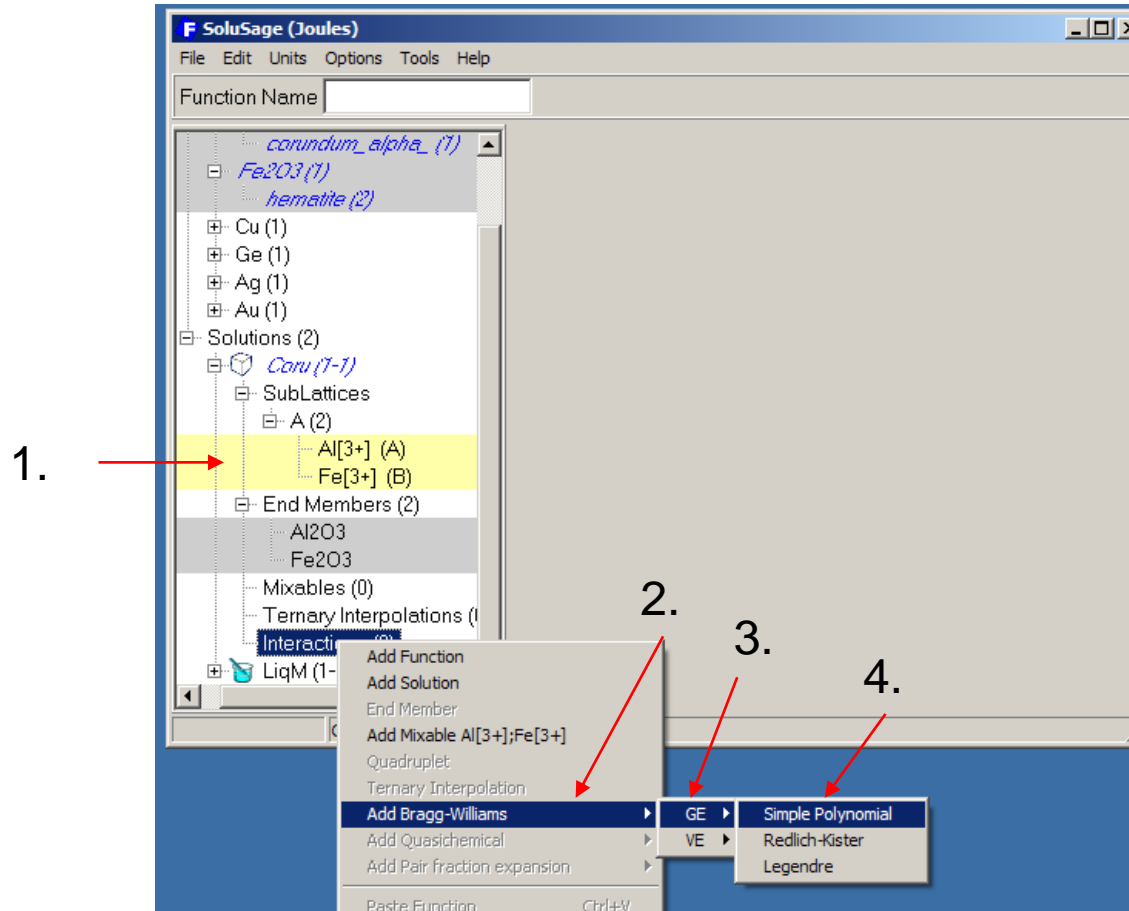 SoluSage (Joules)
File Edit Units Options Tools Help
Function Name
corundum_alpha_ (1)
Fe2O3 (1)
hematite (2)
Cu (1)
Ge (1)
Ag (1)
Au (1)
Solutions (2)
Coru (1-1)
SubLattices
A (2)
1.
Al[3+] (A)
Fe[3+] (B)
End Members (2)
Al2O3
Fe2O3
Mixables (0)
Ternary Interpolations (
2.
3.
4.
LiqM (1-
Add Function
Add Solution
End Member
Add Mixable Al[3+];Fe[3+]
Quadruplet
Ternary Interpolation
Add Bragg-Williams
GE
Simple Polynomial
Add Quasichemical
VE
Redlich-Kister
Add Pair fraction expansion
Legendre
Paste Function Ctrl+V